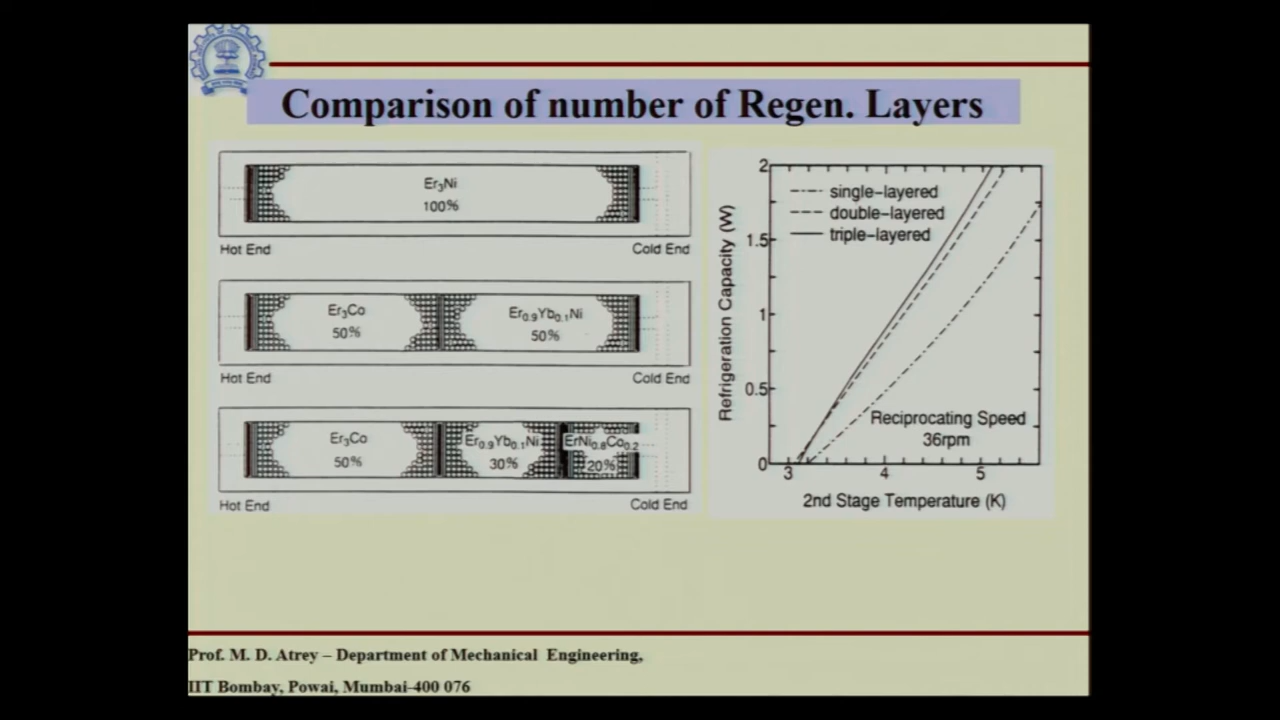 Comparison of number of Regen. Layers
Er₃Ni
100%
Hot End
Cold End
Er₃Co
50%
Er₀.₉Yb₀.₁Ni
50%
Hot End
Cold End
Er₃Co
50%
Er₀.₉Yb₀.₁Ni
30%
ErNi₀.₈Co₀.₂
20%
Hot End
Cold End
Refrigeration Capacity (W)
2
1.5
1
0.5
0
single-layered
double-layered
triple-layered
Reciprocating Speed
36rpm
3
4
5
2nd Stage Temperature (K)
Prof. M. D. Atrey – Department of Mechanical Engineering,
IIT Bombay, Powai, Mumbai-400 076